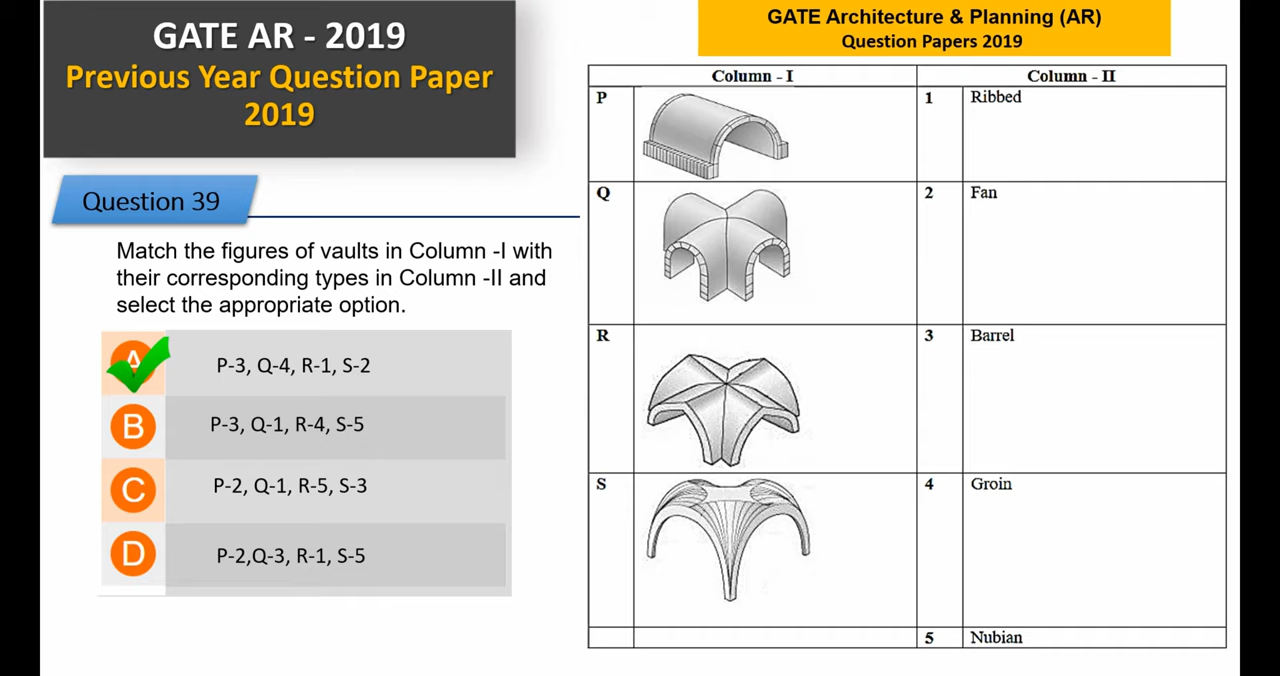 GATE AR - 2019
Previous Year Question Paper
2019
Question 39
Match the figures of vaults in Column -I with
their corresponding types in Column -II and
select the appropriate option.
A P-3, Q-4, R-1, S-2
B P-3, Q-1, R-4, S-5
C P-2, Q-1, R-5, S-3
D P-2,Q-3, R-1, S-5
GATE Architecture & Planning (AR)
Question Papers 2019
Column - I Column - II
P 1 Ribbed
Q 2 Fan
R 3 Barrel
S 4 Groin
5 Nubian